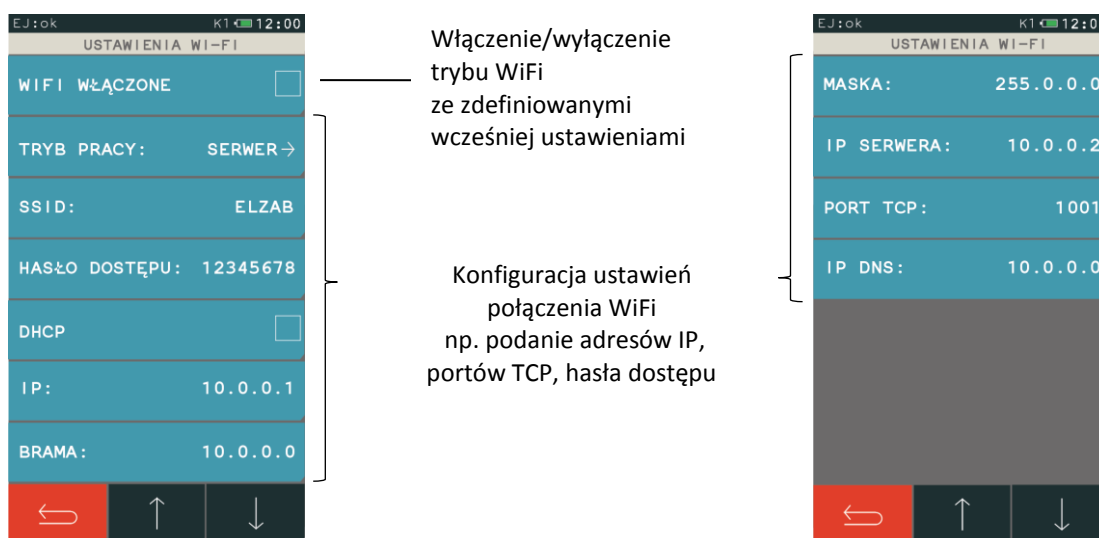 EJ:ok K1 12:00
USTAWIENIA WI-FI
WIFI WŁĄCZONE
TRYB PRACY: SERWER→
SSID: ELZAB
HASŁO DOSTĘPU: 12345678
DHCP
IP: 10.0.0.1
BRAMA: 10.0.0.0
Włączenie/wyłączenie
trybu WiFi
ze zdefiniowanymi
wcześniej ustawieniami
Konfiguracja ustawień
połączenia WiFi
np. podanie adresów IP,
portów TCP, hasła dostępu
EJ:ok K1 12:0
USTAWIENIA WI-FI
MASKA: 255.0.0.0
IP SERWERA: 10.0.0.2
PORT TCP: 1001
IP DNS: 10.0.0.0